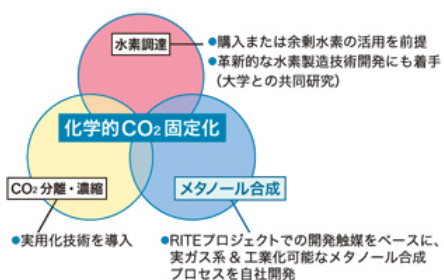 水素調達
●購入または余剰水素の活用を前提
●革新的な水素製造技術開発にも着手
(大学との共同研究)
化学的CO₂固定化
CO₂分離・濃縮
●実用化技術を導入
メタノール合成
●RITEプロジェクトでの開発触媒をベースに、
実ガス系&工業化可能なメタノール合成
プロセスを自社開発